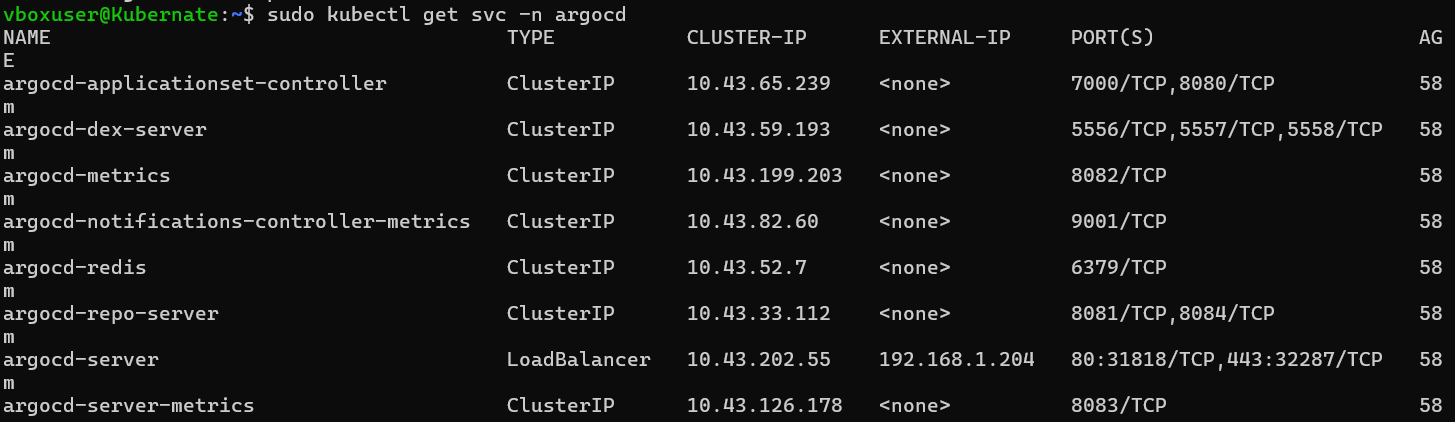 vboxuser@Kubernate:~$ sudo kubectl get svc -n argocd
NAME                                      TYPE           CLUSTER-IP      EXTERNAL-IP     PORT(S)                      AG
E
argocd-applicationset-controller          ClusterIP      10.43.65.239    <none>          7000/TCP,8080/TCP            58
m
argocd-dex-server                         ClusterIP      10.43.59.193    <none>          5556/TCP,5557/TCP,5558/TCP   58
m
argocd-metrics                            ClusterIP      10.43.199.203   <none>          8082/TCP                     58
m
argocd-notifications-controller-metrics   ClusterIP      10.43.82.60     <none>          9001/TCP                     58
m
argocd-redis                              ClusterIP      10.43.52.7      <none>          6379/TCP                     58
m
argocd-repo-server                        ClusterIP      10.43.33.112    <none>          8081/TCP,8084/TCP            58
m
argocd-server                             LoadBalancer   10.43.202.55    192.168.1.204   80:31818/TCP,443:32287/TCP   58
m
argocd-server-metrics                     ClusterIP      10.43.126.178   <none>          8083/TCP                     58